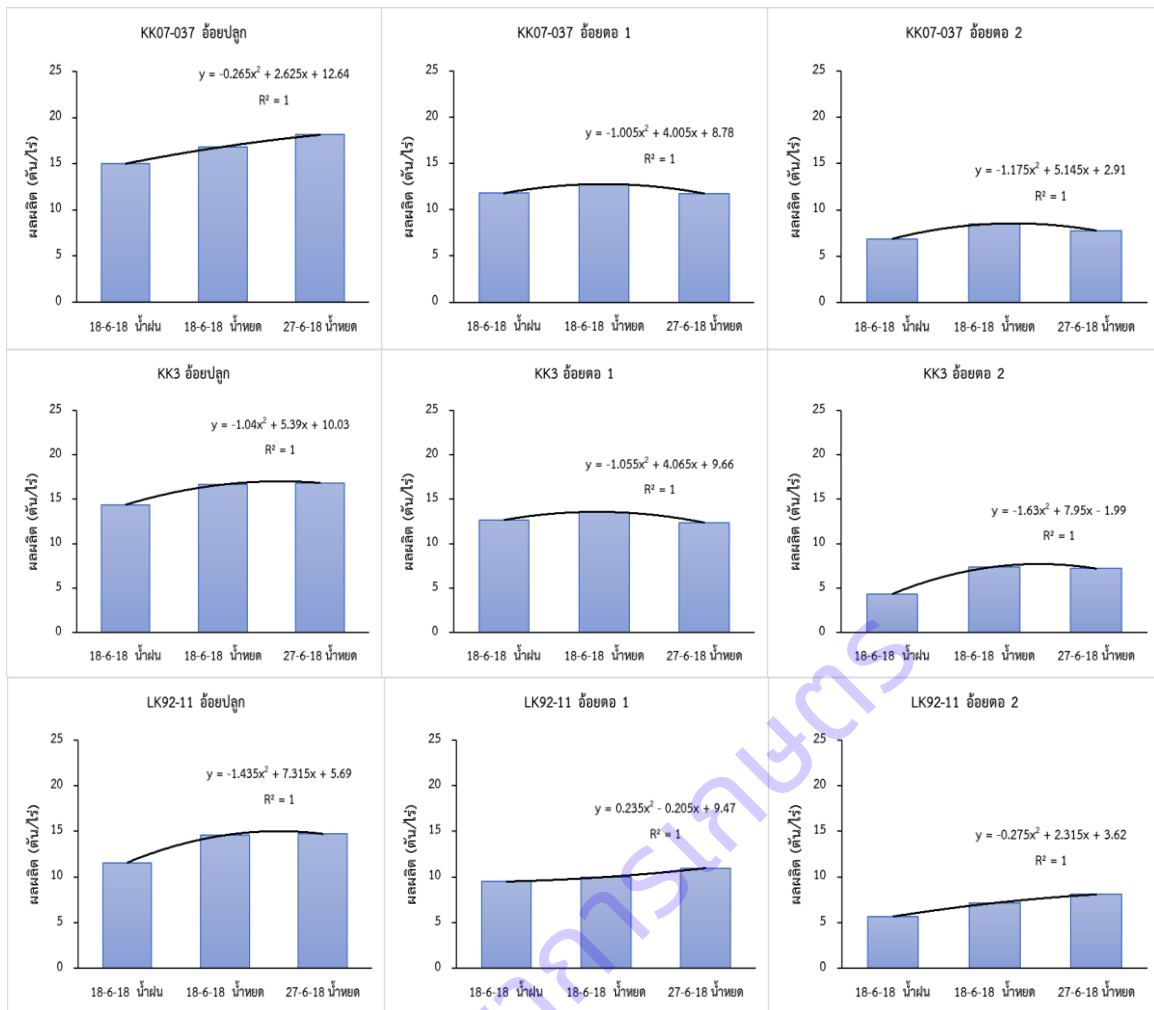 KK07-037 อ้อยปลูก
y = -0.265x² + 2.625x + 12.64
R² = 1
ผลผลิต (ตัน/ไร่)
25
20
15
10
5
0
18-6-18 น้ำฝน 18-6-18 น้ำหยด 27-6-18 น้ำหยด
KK07-037 อ้อยตอ 1
y = -1.005x² + 4.005x + 8.78
R² = 1
ผลผลิต (ตัน/ไร่)
25
20
15
10
5
0
18-6-18 น้ำฝน 18-6-18 น้ำหยด 27-6-18 น้ำหยด
KK07-037 อ้อยตอ 2
y = -1.175x² + 5.145x + 2.91
R² = 1
ผลผลิต (ตัน/ไร่)
25
20
15
10
5
0
18-6-18 น้ำฝน 18-6-18 น้ำหยด 27-6-18 น้ำหยด
KK3 อ้อยปลูก
y = -1.04x² + 5.39x + 10.03
R² = 1
ผลผลิต (ตัน/ไร่)
25
20
15
10
5
0
18-6-18 น้ำฝน 18-6-18 น้ำหยด 27-6-18 น้ำหยด
KK3 อ้อยตอ 1
y = -1.055x² + 4.065x + 9.66
R² = 1
ผลผลิต (ตัน/ไร่)
25
20
15
10
5
0
18-6-18 น้ำฝน 18-6-18 น้ำหยด 27-6-18 น้ำหยด
KK3 อ้อยตอ 2
y = -1.63x² + 7.95x - 1.99
R² = 1
ผลผลิต (ตัน/ไร่)
25
20
15
10
5
0
18-6-18 น้ำฝน 18-6-18 น้ำหยด 27-6-18 น้ำหยด
LK92-11 อ้อยปลูก
y = -1.435x² + 7.315x + 5.69
R² = 1
ผลผลิต (ตัน/ไร่)
25
20
15
10
5
0
18-6-18 น้ำฝน 18-6-18 น้ำหยด 27-6-18 น้ำหยด
LK92-11 อ้อยตอ 1
y = 0.235x² - 0.205x + 9.47
R² = 1
ผลผลิต (ตัน/ไร่)
25
20
15
10
5
0
18-6-18 น้ำฝน 18-6-18 น้ำหยด 27-6-18 น้ำหยด
LK92-11 อ้อยตอ 2
y = -0.275x² + 2.315x + 3.62
R² = 1
ผลผลิต (ตัน/ไร่)
25
20
15
10
5
0
18-6-18 น้ำฝน 18-6-18 น้ำหยด 27-6-18 น้ำหยด